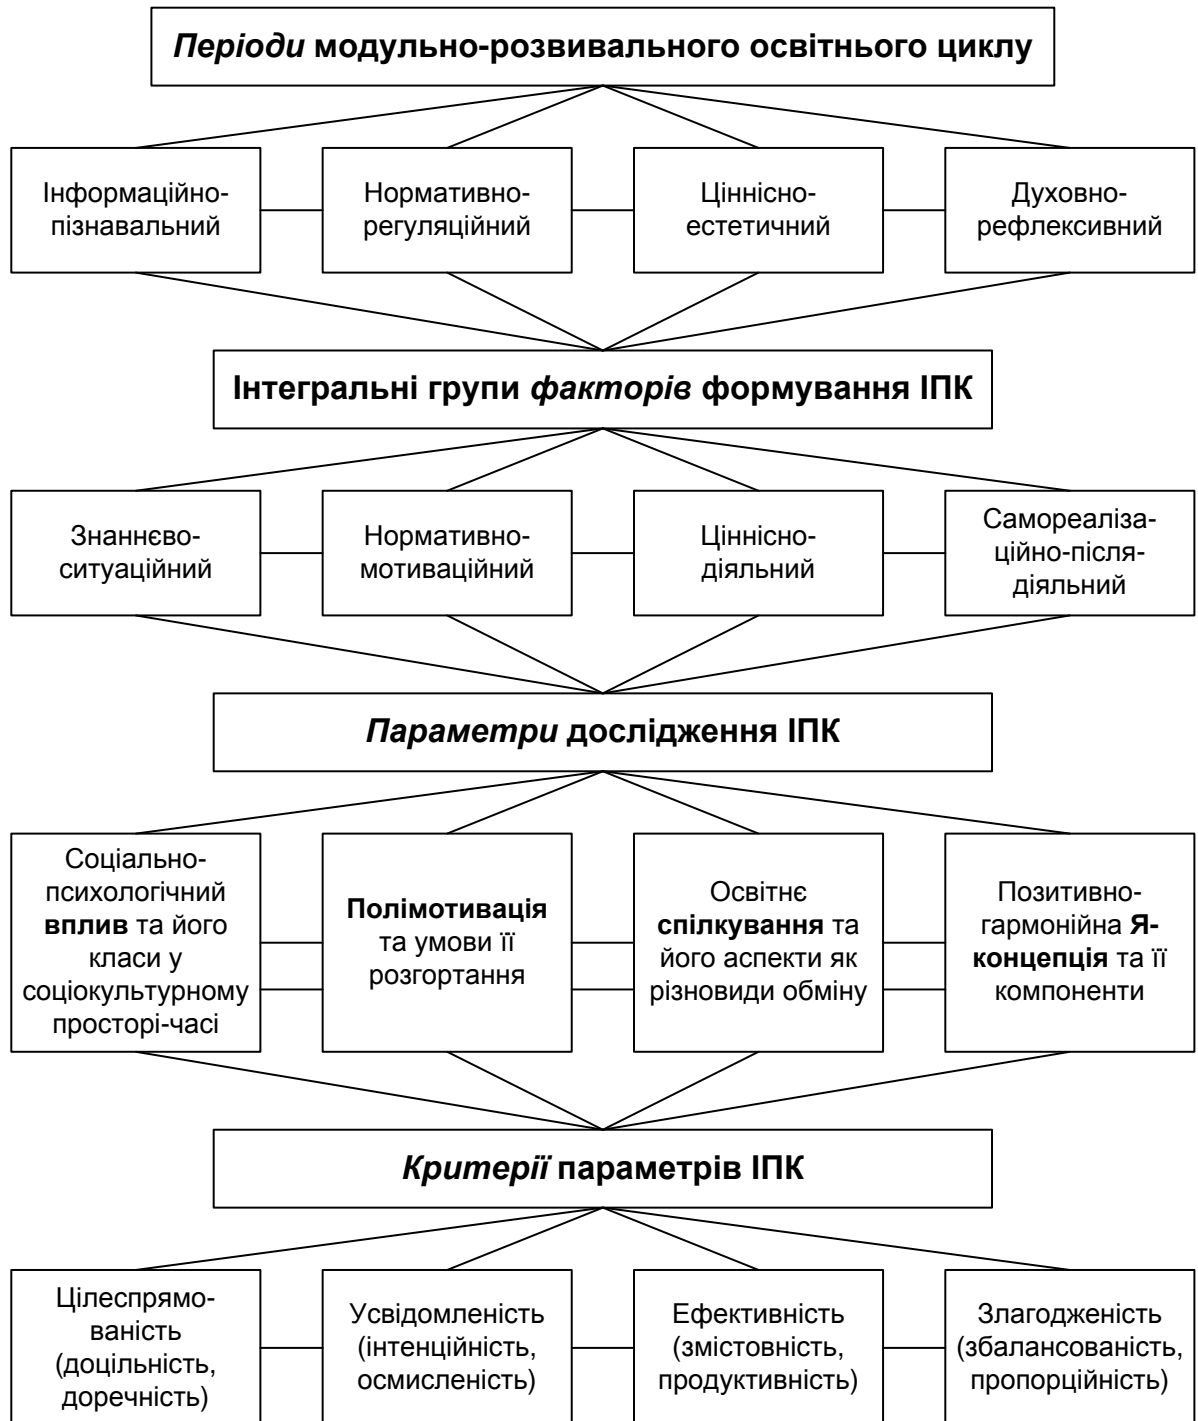 Періоди модульно-розвивального освітнього циклу
Інформаційно-
пізнавальний
Нормативно-
регуляційний
Ціннісно-
естетичний
Духовно-
рефлексивний
Інтегральні групи факторів формування ІПК
Знаннєво-
ситуаційний
Нормативно-
мотиваційний
Ціннісно-
діяльний
Самореаліза-
ційно-після-
діяльний
Параметри дослідження ІПК
Соціально-
психологічний
вплив та його
класи у
соціокультурному
просторі-часі
Полімотивація
та умови її
розгортання
Освітнє
спілкування та
його аспекти як
різновиди обміну
Позитивно-
гармонійна Я-
концепція та її
компоненти
Критерії параметрів ІПК
Цілеспрямо-
ваність
(доцільність,
доречність)
Усвідомленість
(інтенційність,
осмисленість)
Ефективність
(змістовність,
продуктивність)
Злагодженість
(збалансованість,
пропорційність)